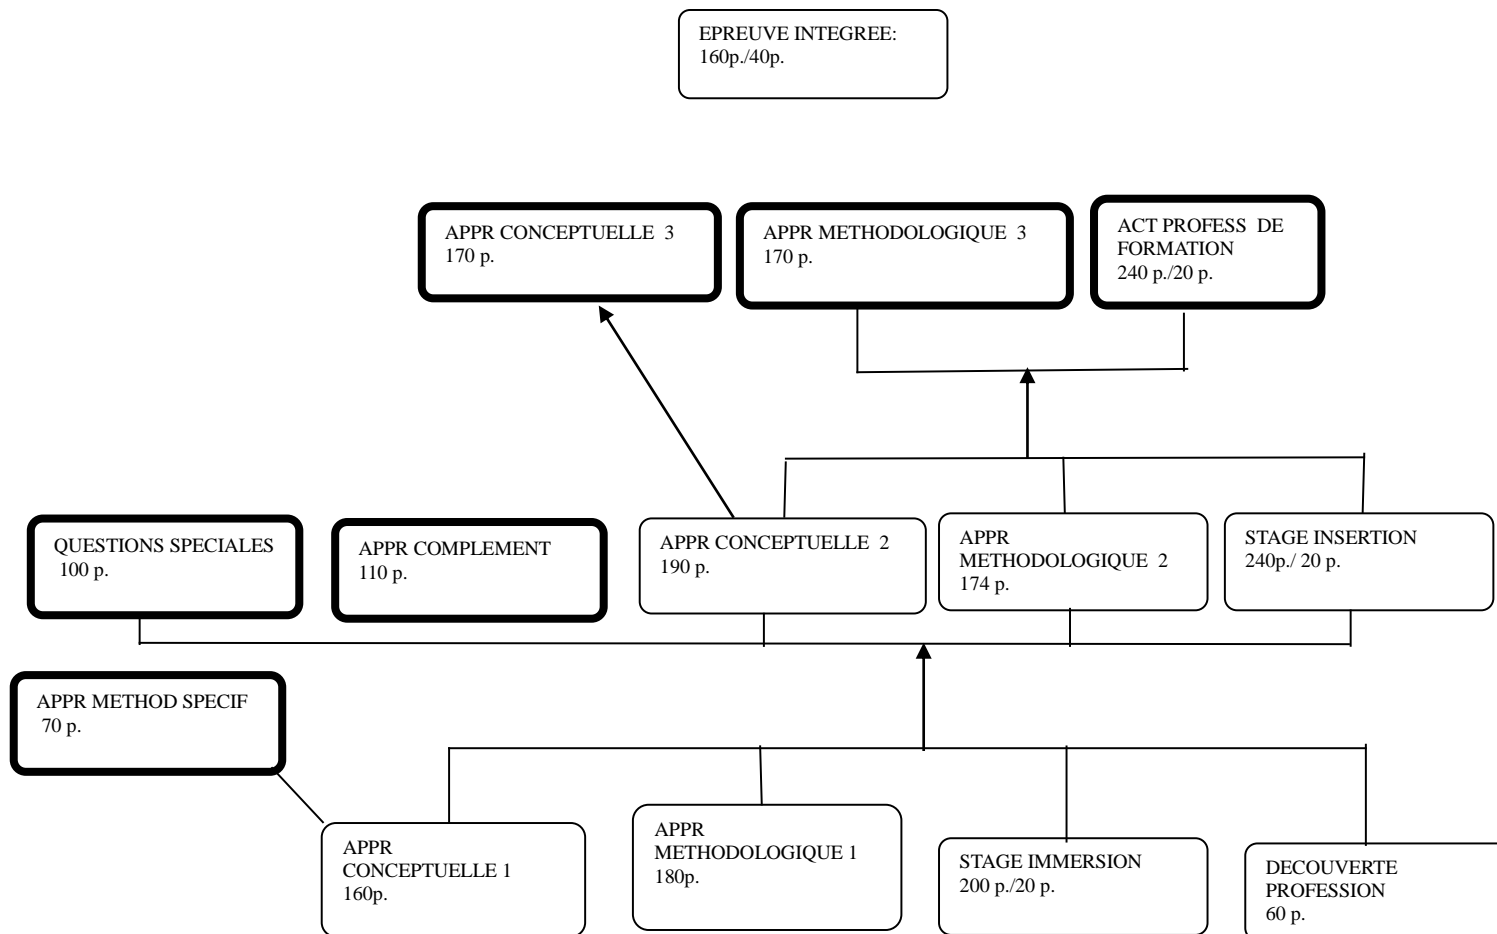 EPREUVE INTEGREE:
160p./40p.
APPR CONCEPTUELLE 3
170 p.
APPR METHODOLOGIQUE 3
170 p.
ACT PROFESS DE
FORMATION
240 p./20 p.
QUESTIONS SPECIALES
100 p.
APPR COMPLEMENT
110 p.
APPR CONCEPTUELLE 2
190 p.
APPR
METHODOLOGIQUE 2
174 p.
STAGE INSERTION
240p./ 20 p.
APPR METHOD SPECIF
70 p.
APPR
CONCEPTUELLE 1
160p.
APPR
METHODOLOGIQUE 1
180p.
STAGE IMMERSION
200 p./20 p.
DECOUVERTE
PROFESSION
60 p.